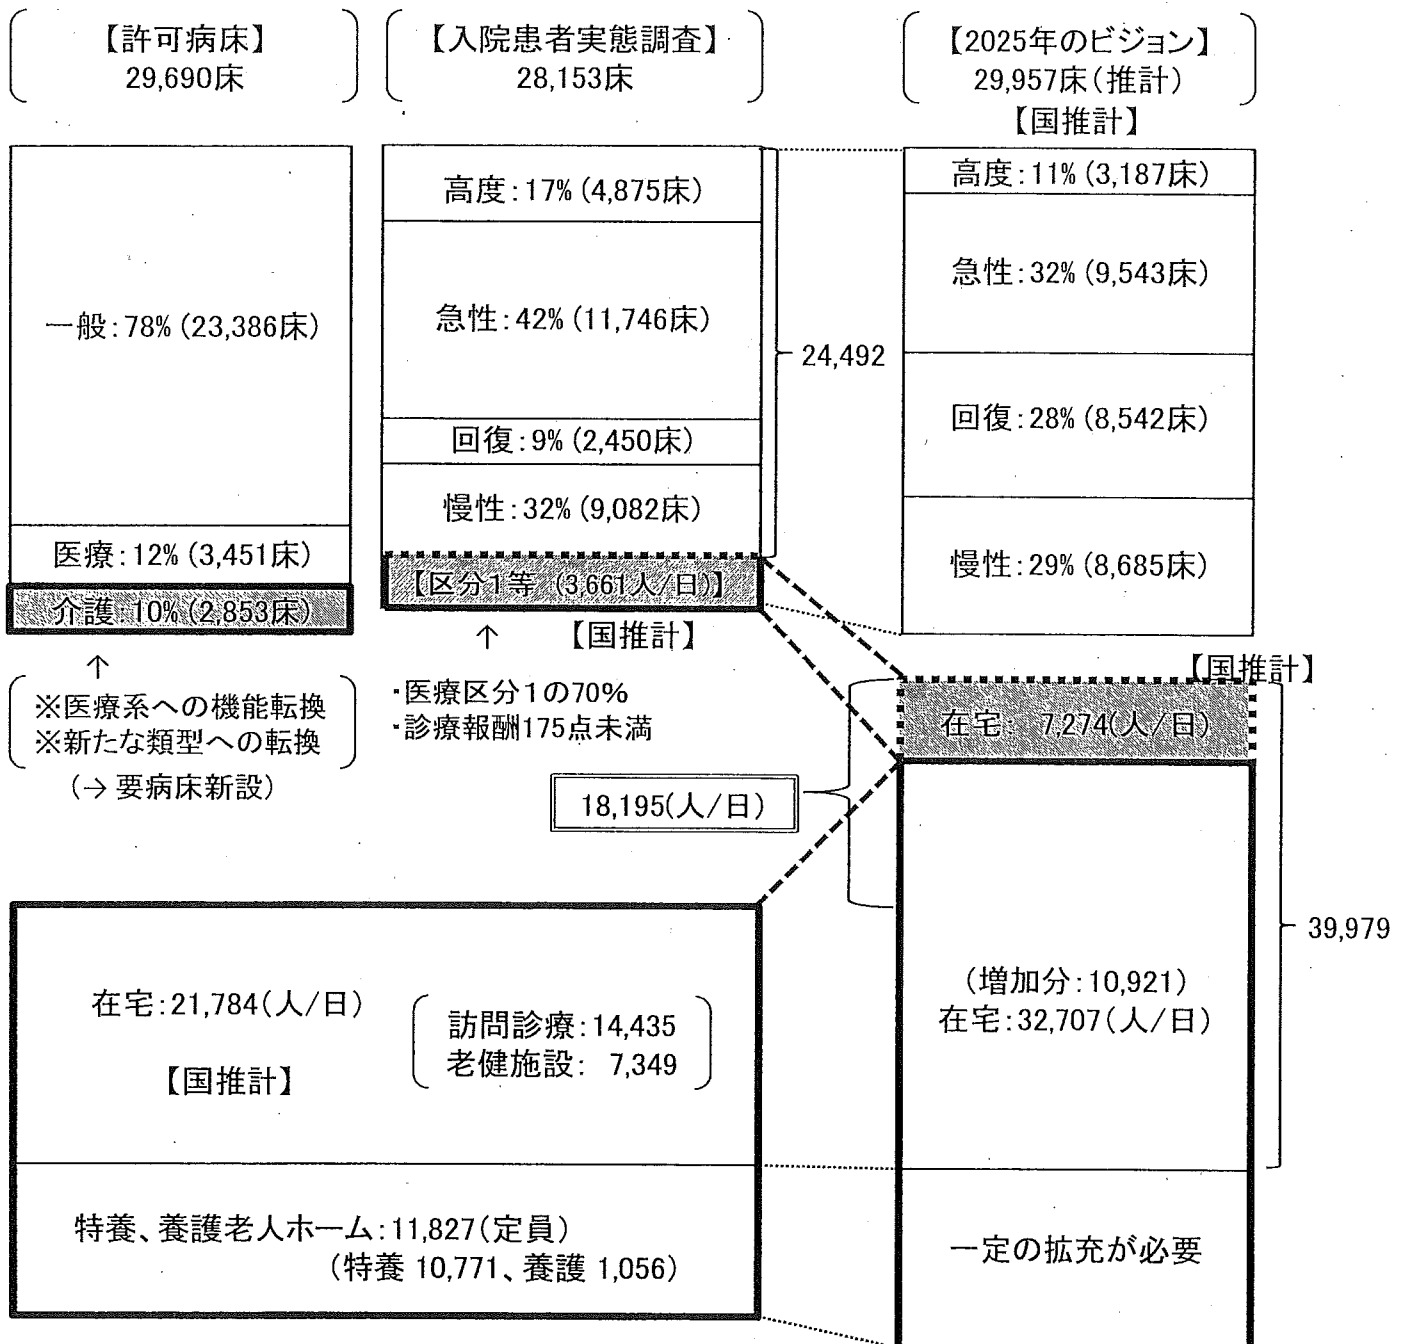 【許可病床】
29,690床
【入院患者実態調査】
28,153床
【2025年のビジョン】
29,957床(推計)
【国推計】
一般:78% (23,386床)
医療:12% (3,451床)
介護:10% (2,853床)
↑
※医療系への機能転換
※新たな類型への転換
(→要病床新設)
高度:17% (4,875床)
急性:42% (11,746床)
回復:9% (2,450床)
慢性:32% (9,082床)
【区分1等 (3,661人/日)】
24,492
↑
【国推計】
・医療区分1の70%
・診療報酬175点未満
高度:11% (3,187床)
急性:32% (9,543床)
回復:28% (8,542床)
慢性:29% (8,685床)
【国推計】
在宅: 7,274(人/日)
18,195(人/日)
(増加分:10,921)
在宅:32,707(人/日)
39,979
一定の拡充が必要
在宅:21,784(人/日)
訪問診療:14,435
老健施設: 7,349
【国推計】
特養、養護老人ホーム:11,827(定員)
(特養 10,771、養護 1,056)